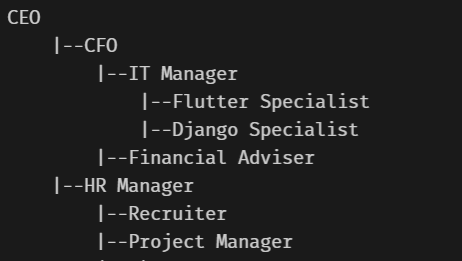 CEO
|--CFO
|--IT Manager
|--Flutter Specialist
|--Django Specialist
|--Financial Adviser
|--HR Manager
|--Recruiter
|--Project Manager